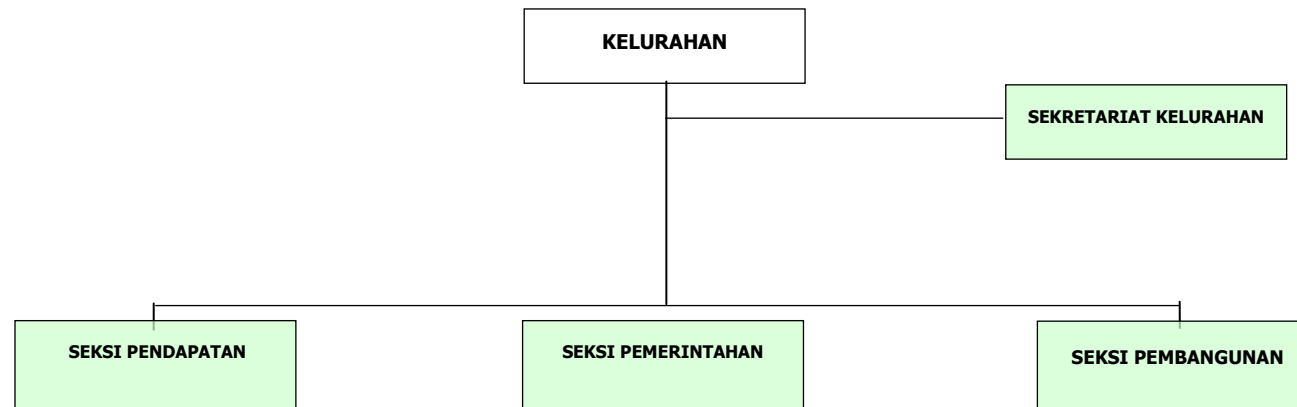 KELURAHAN
SEKRETARIAT KELURAHAN
SEKSI PENDAPATAN
SEKSI PEMERINTAHAN
SEKSI PEMBANGUNAN